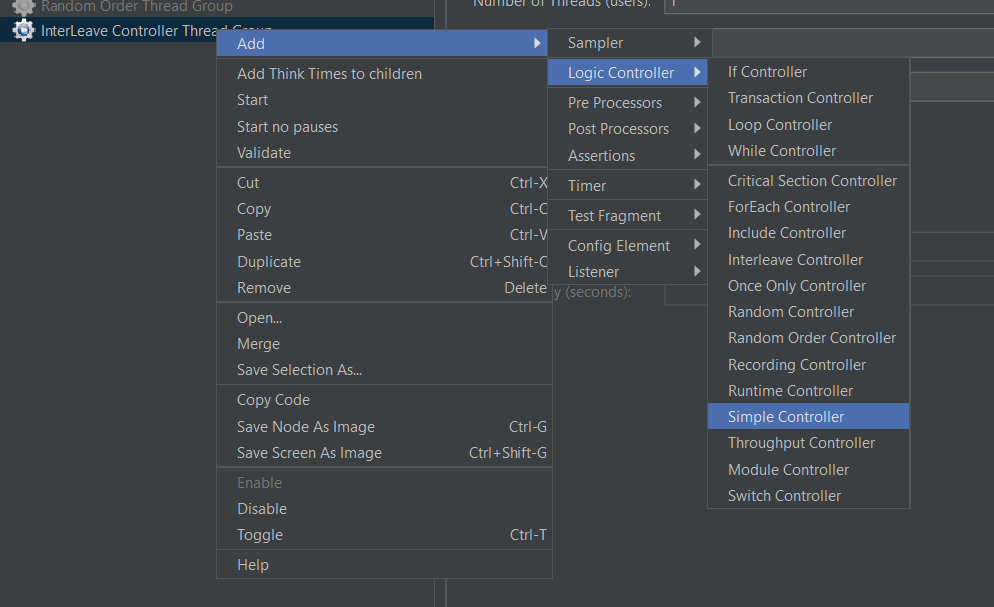 Random Order Thread Group
Number of Threads (users): 1
InterLeave Controller Thread Group
Add
Add Think Times to children
Start
Start no pauses
Validate
Cut Ctrl-X
Copy Ctrl-C
Paste Ctrl-V
Duplicate Ctrl+Shift-C
Remove Delete
Open...
Merge
Save Selection As...
Copy Code
Save Node As Image Ctrl-G
Save Screen As Image Ctrl+Shift-G
Enable
Disable
Toggle Ctrl-T
Help
Sampler
Logic Controller
Pre Processors
Post Processors
Assertions
Timer
Test Fragment
Config Element
Listener
y (seconds):
If Controller
Transaction Controller
Loop Controller
While Controller
Critical Section Controller
ForEach Controller
Include Controller
Interleave Controller
Once Only Controller
Random Controller
Random Order Controller
Recording Controller
Runtime Controller
Simple Controller
Throughput Controller
Module Controller
Switch Controller